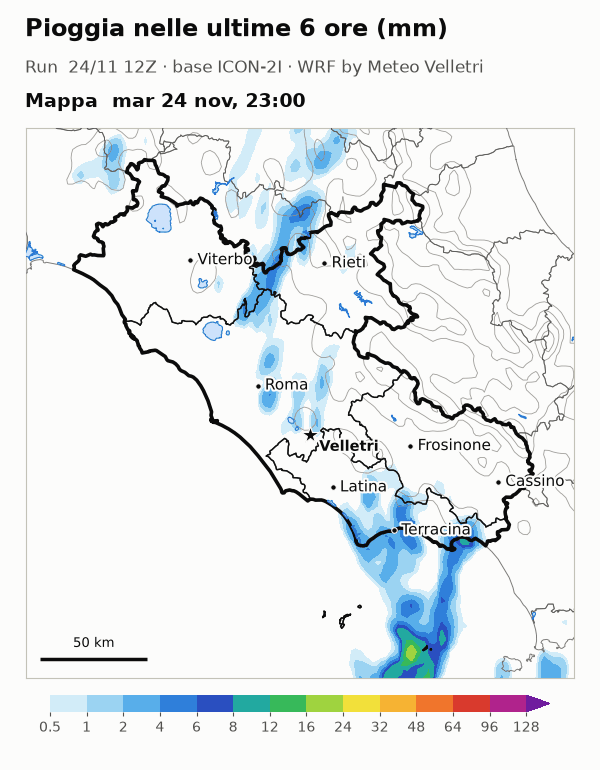 Pioggia nelle ultime 6 ore (mm)
Run  24/11 12Z · base ICON-2I · WRF by Meteo Velletri
Mappa  mar 24 nov, 23:00
Viterbo
Rieti
Roma
Velletri
Frosinone
Latina
Cassino
Terracina
50 km
0.5 1 2 4 6 8 12 16 24 32 48 64 96 128